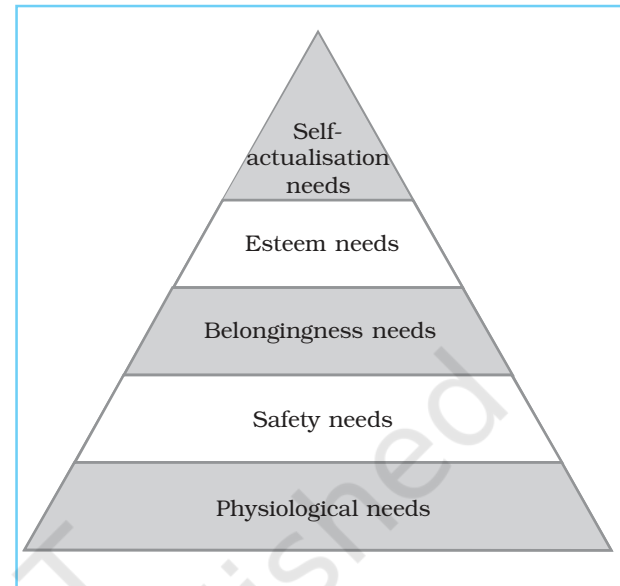 Self-
actualisation
needs
Esteem needs
Belongingness needs
Safety needs
Physiological needs